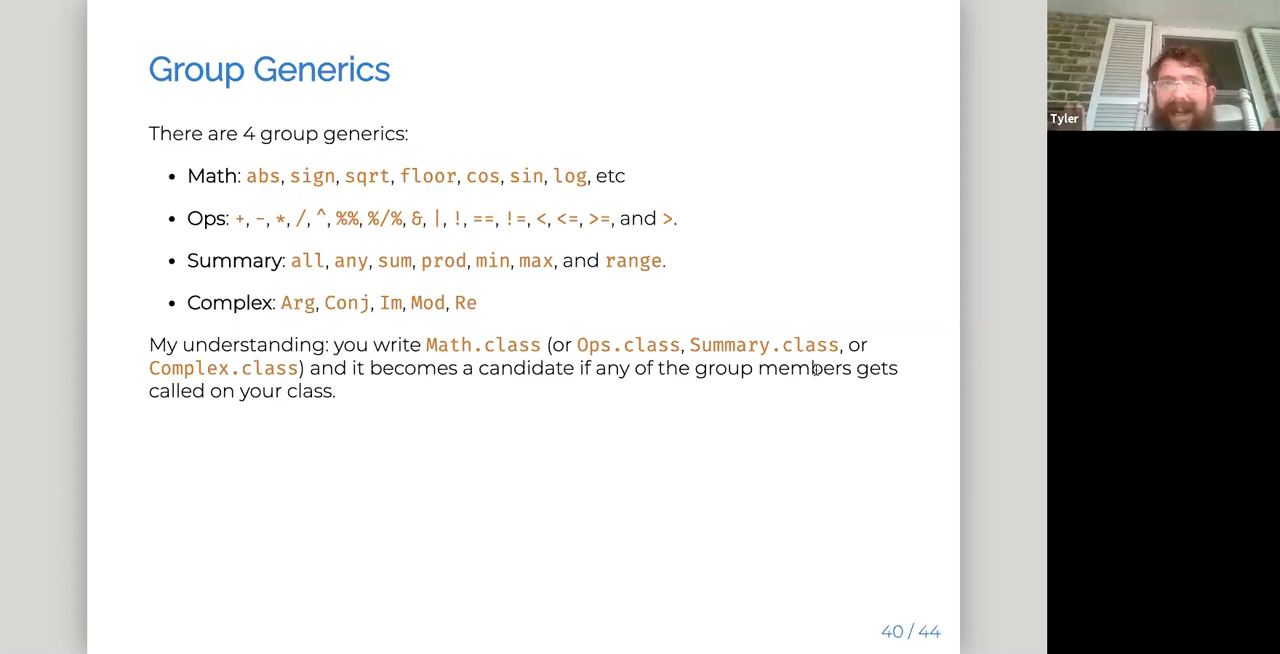 Group Generics
There are 4 group generics:
• Math: abs, sign, sqrt, floor, cos, sin, log, etc
• Ops: +, -, *, /, ^, %%, %/%, &, |, !, ==, !=, <, <=, >=, and >.
• Summary: all, any, sum, prod, min, max, and range.
• Complex: Arg, Conj, Im, Mod, Re
My understanding: you write Math.class (or Ops.class, Summary.class, or
Complex.class) and it becomes a candidate if any of the group members gets
called on your class.
40 / 44
Tyler